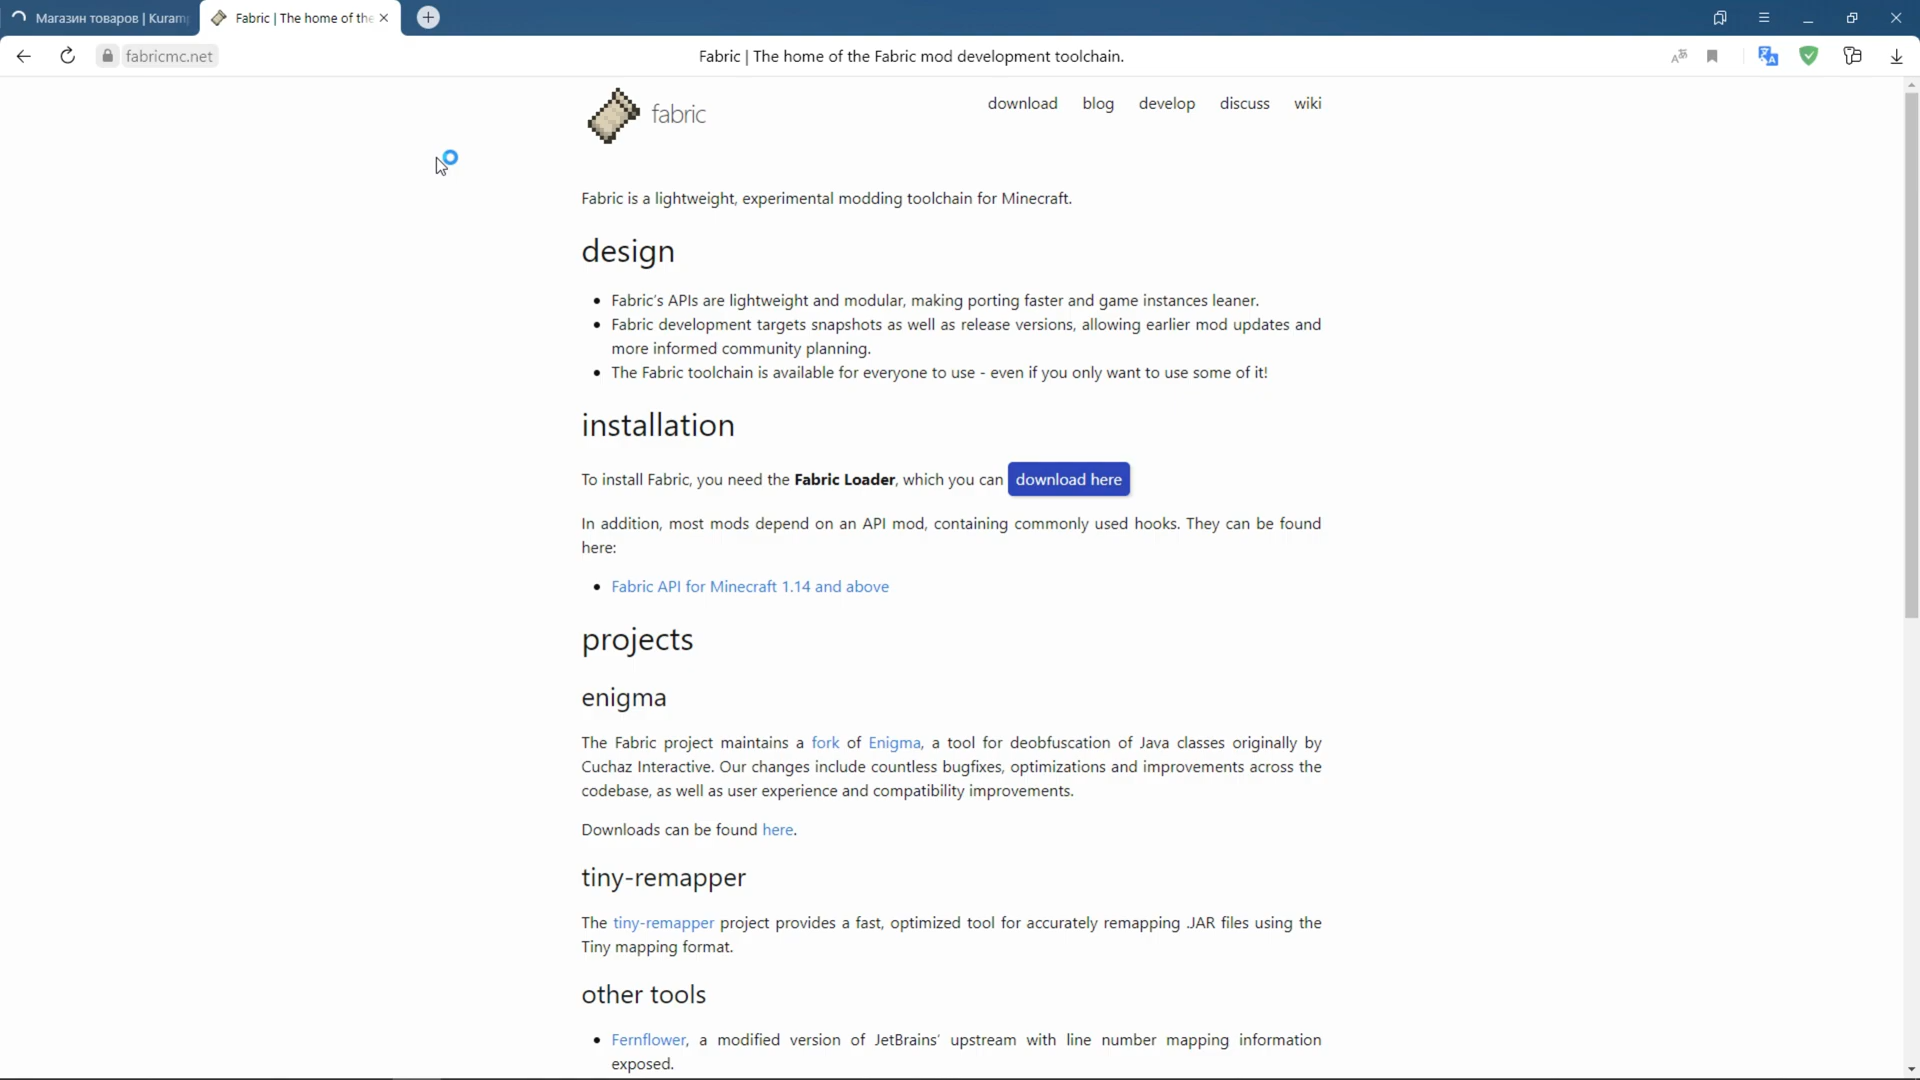 Магазин товаров | Kuramp
Fabric | The home of the
fabricmc.net
Fabric | The home of the Fabric mod development toolchain.
fabric
download blog develop discuss wiki
Fabric is a lightweight, experimental modding toolchain for Minecraft.
design
• Fabric's APIs are lightweight and modular, making porting faster and game instances leaner.
• Fabric development targets snapshots as well as release versions, allowing earlier mod updates and
more informed community planning.
• The Fabric toolchain is available for everyone to use - even if you only want to use some of it!
installation
To install Fabric, you need the Fabric Loader, which you can download here
In addition, most mods depend on an API mod, containing commonly used hooks. They can be found
here:
• Fabric API for Minecraft 1.14 and above
projects
enigma
The Fabric project maintains a fork of Enigma, a tool for deobfuscation of Java classes originally by
Cuchaz Interactive. Our changes include countless bugfixes, optimizations and improvements across the
codebase, as well as user experience and compatibility improvements.
Downloads can be found here.
tiny-remapper
The tiny-remapper project provides a fast, optimized tool for accurately remapping .JAR files using the
Tiny mapping format.
other tools
• Fernflower, a modified version of JetBrains' upstream with line number mapping information
exposed.